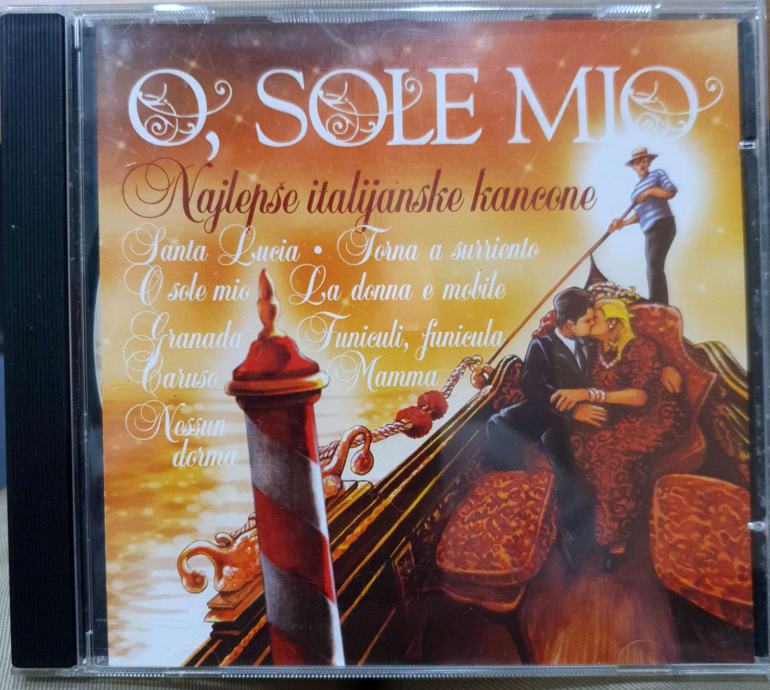 O, SOLE MIO
Najlepše italijanske kancone
Santa Lucia • Torna a surriento
O sole mio La donna e mobile
Granada Funiculi, funicula
Caruso Mamma
Nessun
dorma